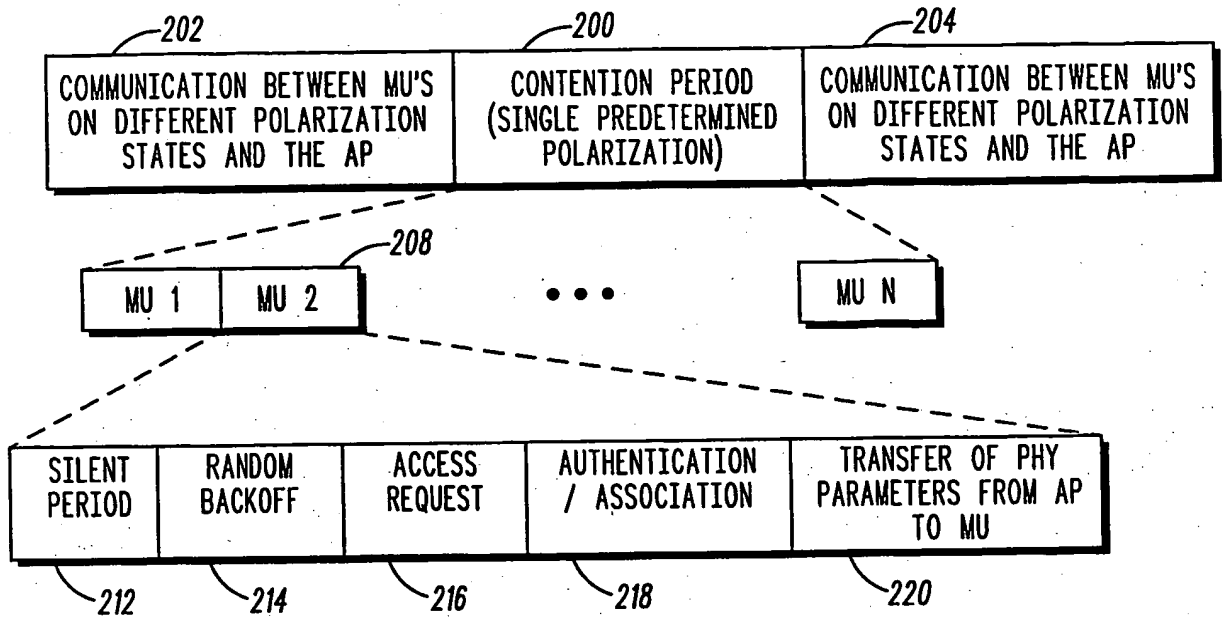 202
200
204
COMMUNICATION BETWEEN MU'S
ON DIFFERENT POLARIZATION
STATES AND THE AP
CONTENTION PERIOD
(SINGLE PREDETERMINED
POLARIZATION)
COMMUNICATION BETWEEN MU'S
ON DIFFERENT POLARIZATION
STATES AND THE AP
208
MU 1
MU 2
•••
MU N
SILENT
PERIOD
RANDOM
BACKOFF
ACCESS
REQUEST
AUTHENTICATION
/ ASSOCIATION
TRANSFER OF PHY
PARAMETERS FROM AP
TO MU
212
214
216
218
220